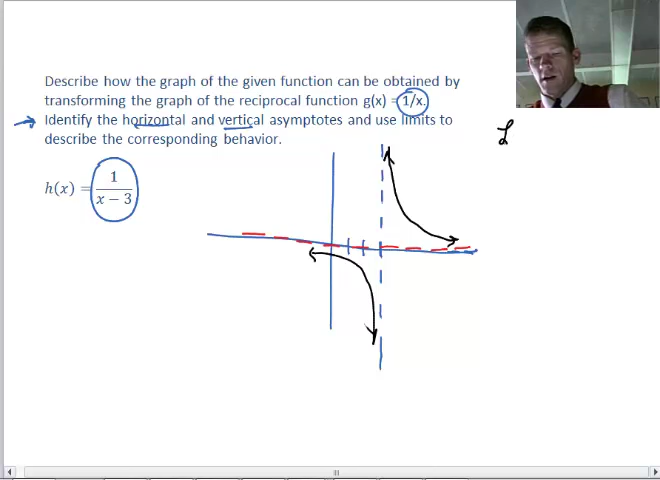 Describe how the graph of the given function can be obtained by
transforming the graph of the reciprocal function g(x) = 1/x.
Identify the horizontal and vertical asymptotes and use limits to
describe the corresponding behavior.
h(x) = 1/(x − 3)